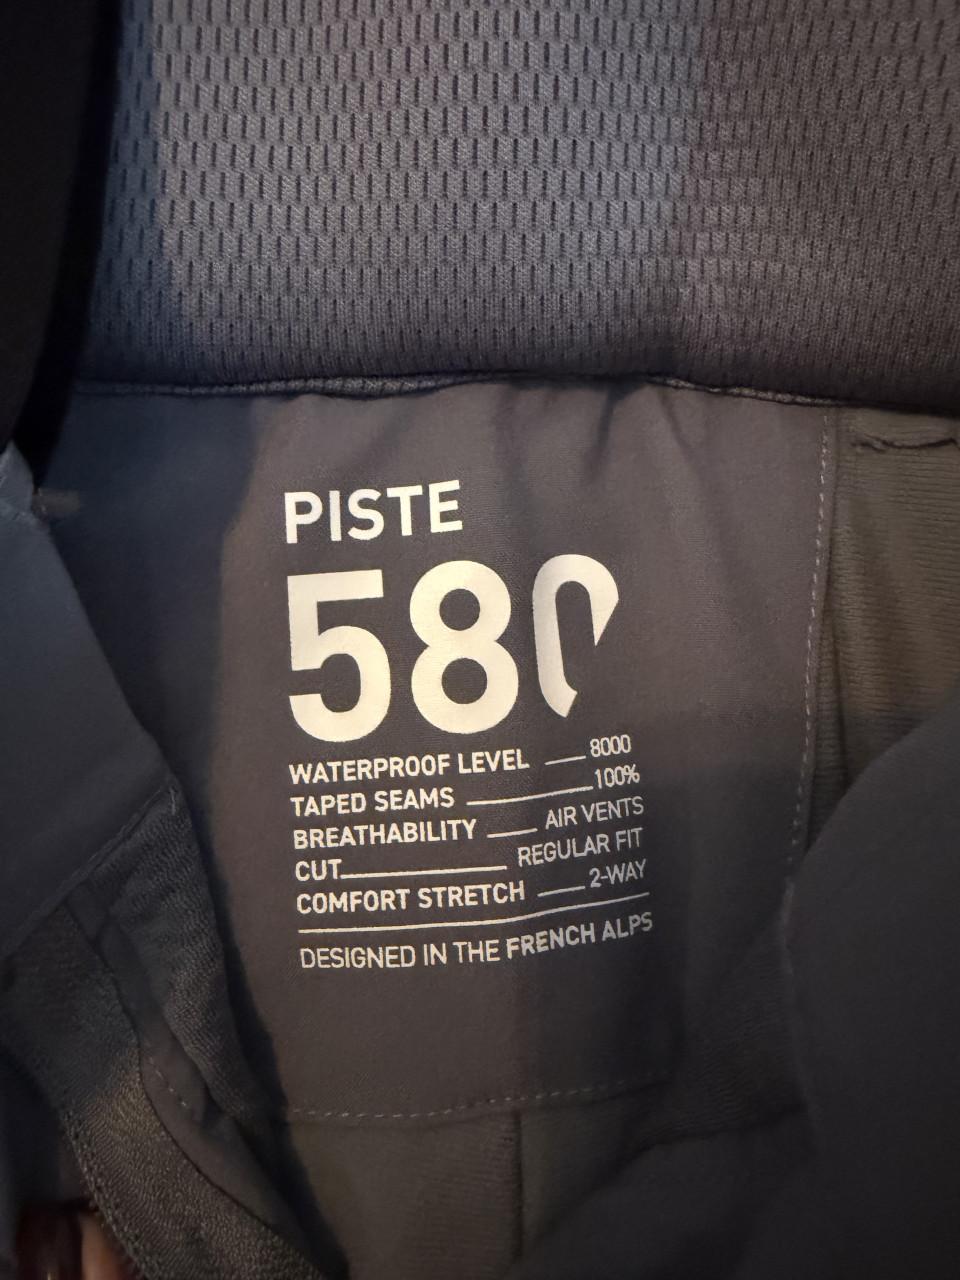 PISTE
580
WATERPROOF LEVEL 8000
TAPED SEAMS 100%
BREATHABILITY AIR VENTS
CUT REGULAR FIT
COMFORT STRETCH 2-WAY
DESIGNED IN THE FRENCH ALPS